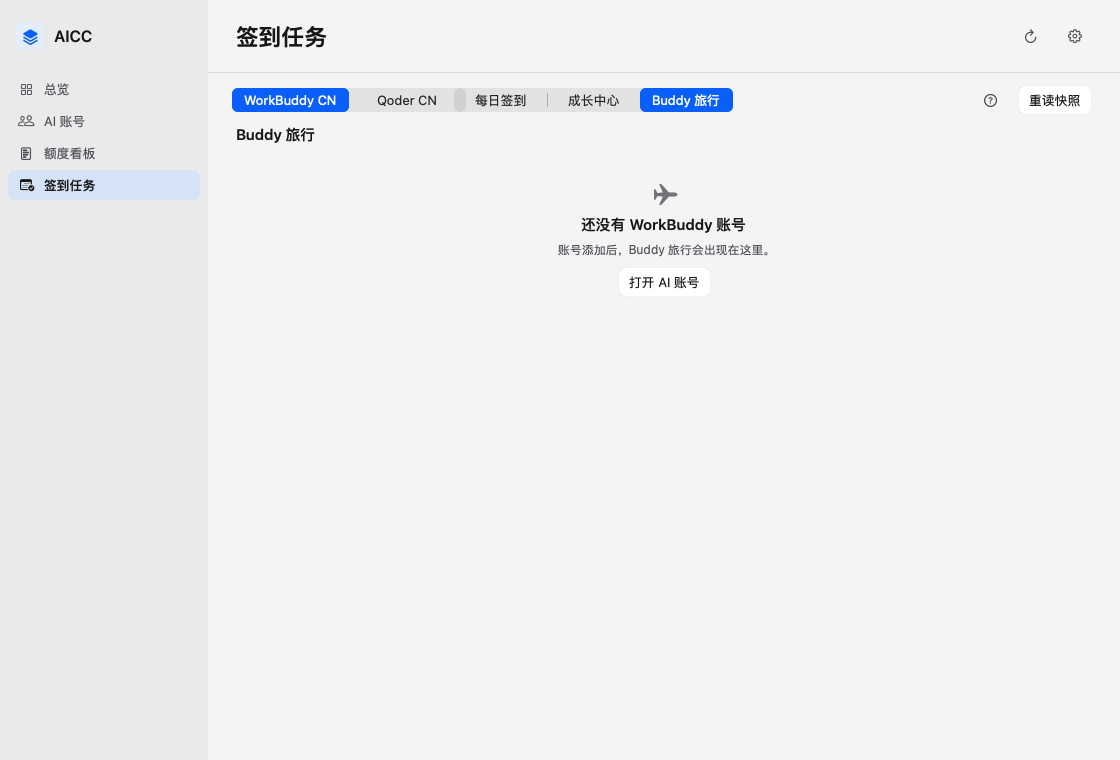 AICC
签到任务
总览
AI 账号
额度看板
签到任务
WorkBuddy CN
Qoder CN
每日签到
成长中心
Buddy 旅行
重读快照
Buddy 旅行
还没有 WorkBuddy 账号
账号添加后，Buddy 旅行会出现在这里。
打开 AI 账号